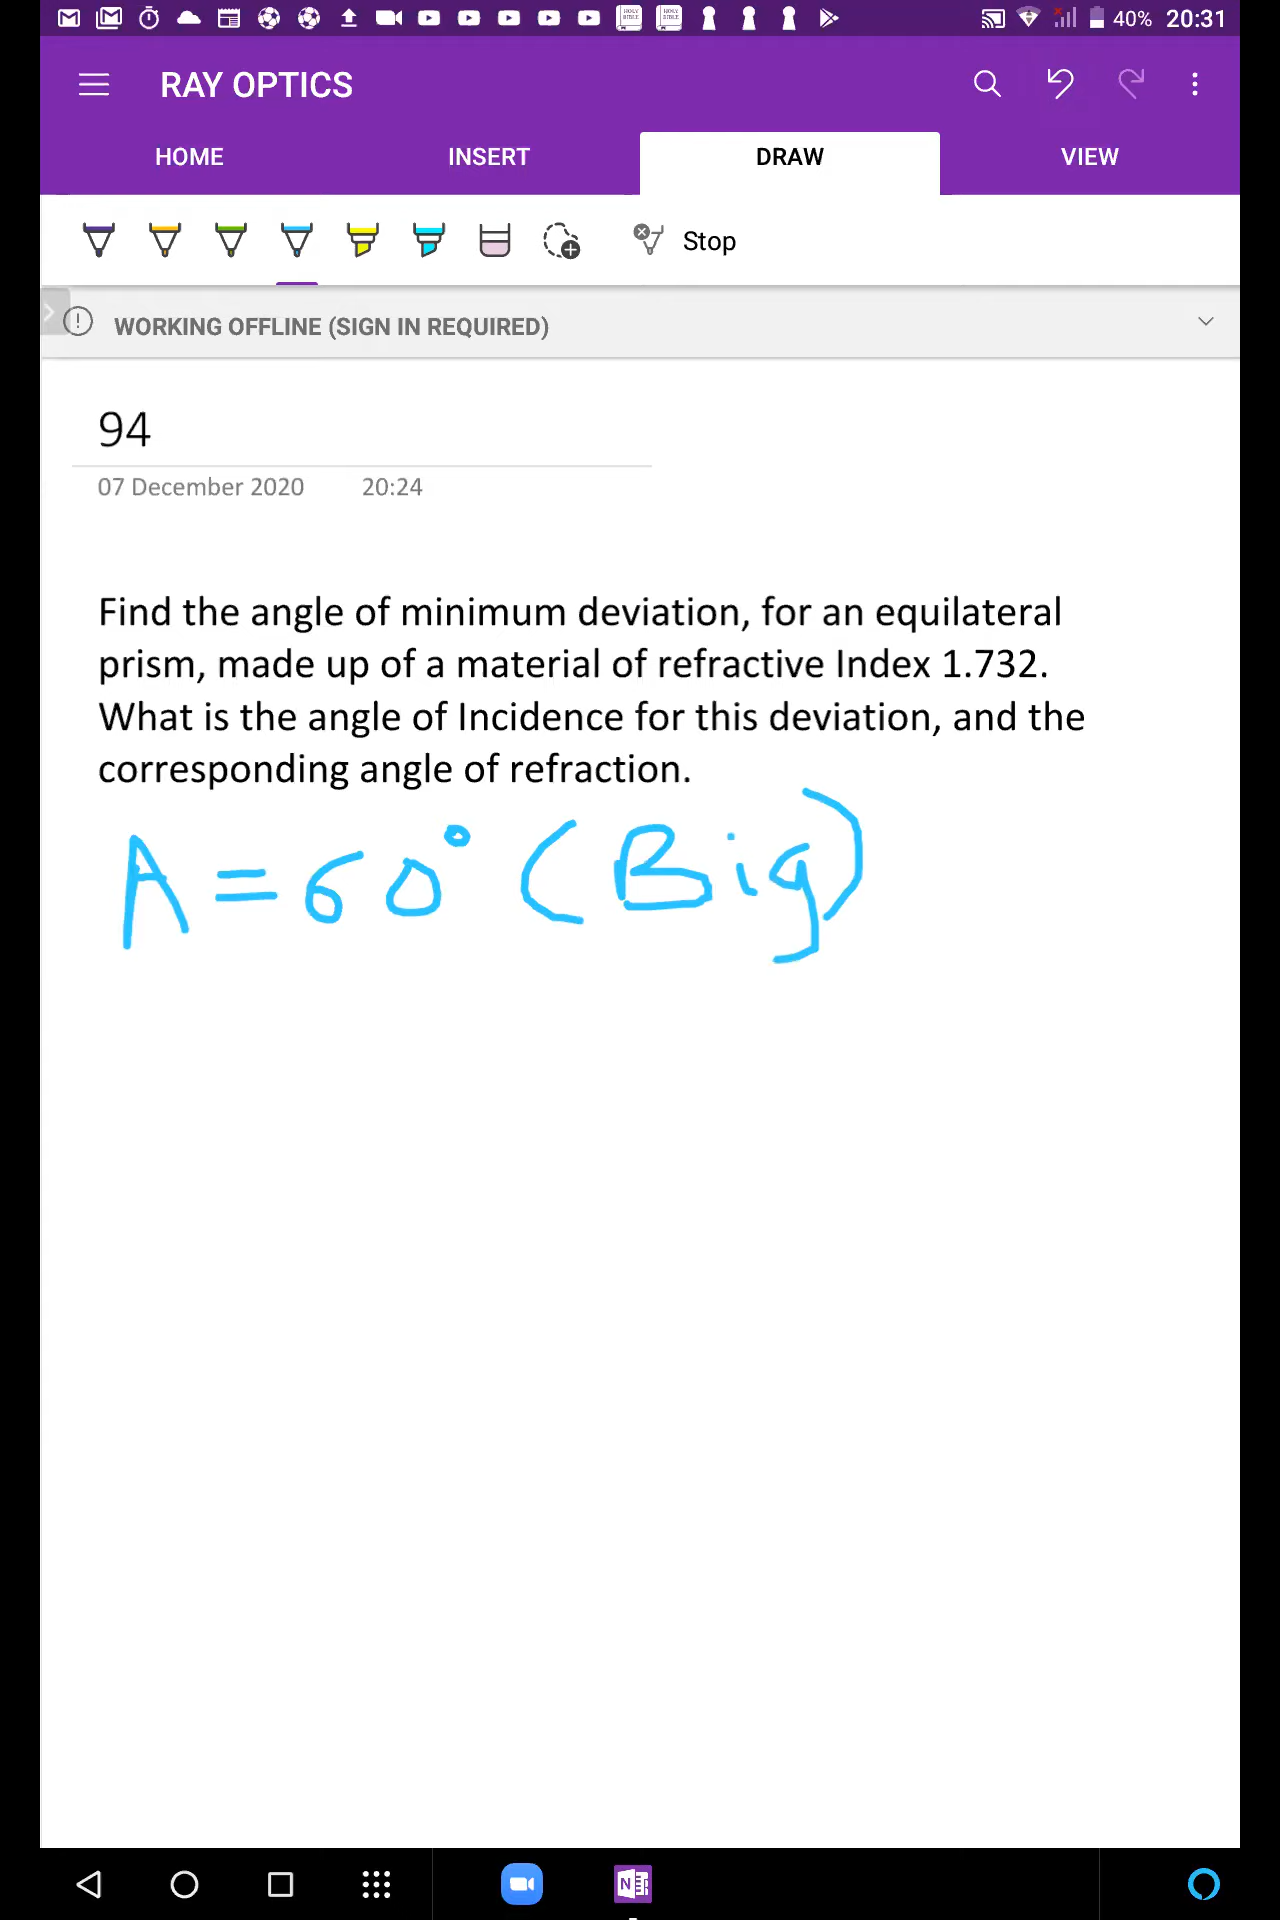 40% 20:31
RAY OPTICS
HOME INSERT DRAW VIEW
Stop
WORKING OFFLINE (SIGN IN REQUIRED)
94
07 December 2020 20:24
Find the angle of minimum deviation, for an equilateral
prism, made up of a material of refractive Index 1.732.
What is the angle of Incidence for this deviation, and the
corresponding angle of refraction.
A = 60° (Big)